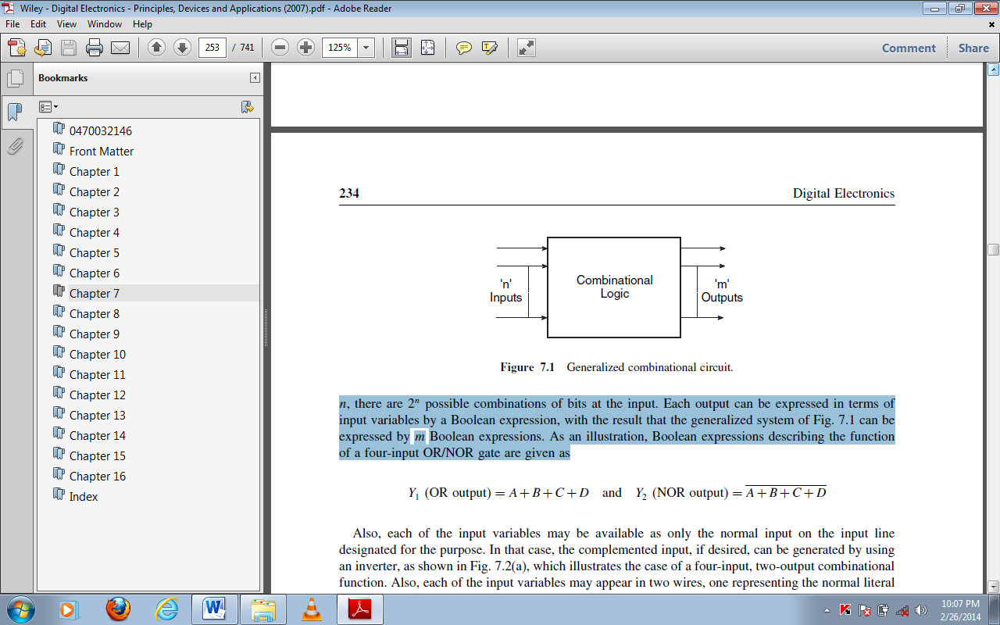 Wiley - Digital Electronics - Principles, Devices and Applications (2007).pdf - Adobe Reader
File Edit View Window Help
253 / 741 125% Comment Share
Bookmarks
0470032146
Front Matter
Chapter 1
Chapter 2
Chapter 3
Chapter 4
Chapter 5
Chapter 6
Chapter 7
Chapter 8
Chapter 9
Chapter 10
Chapter 11
Chapter 12
Chapter 13
Chapter 14
Chapter 15
Chapter 16
Index
234 Digital Electronics
'n'
Inputs
Combinational
Logic
'm'
Outputs
Figure 7.1 Generalized combinational circuit.
n, there are 2ⁿ possible combinations of bits at the input. Each output can be expressed in terms of
input variables by a Boolean expression, with the result that the generalized system of Fig. 7.1 can be
expressed by m Boolean expressions. As an illustration, Boolean expressions describing the function
of a four-input OR/NOR gate are given as
Y₁ (OR output) = A + B + C + D and Y₂ (NOR output) = A̅ ̅+̅ ̅B̅ ̅+̅ ̅C̅ ̅+̅ ̅D̅
Also, each of the input variables may be available as only the normal input on the input line
designated for the purpose. In that case, the complemented input, if desired, can be generated by using
an inverter, as shown in Fig. 7.2(a), which illustrates the case of a four-input, two-output combinational
function. Also, each of the input variables may appear in two wires, one representing the normal literal
10:07 PM
2/26/2014